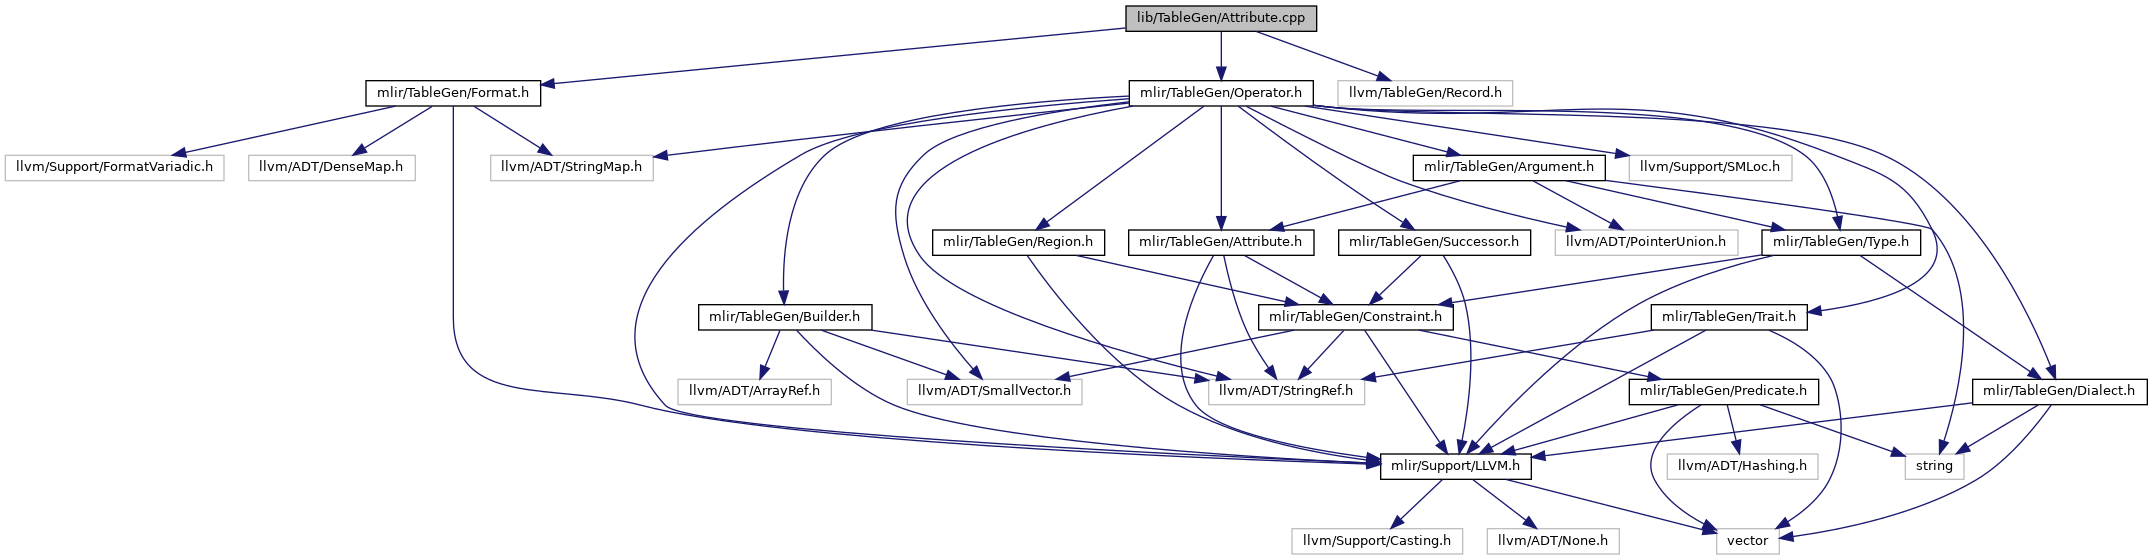 lib/TableGen/Attribute.cpp
mlir/TableGen/Format.h
mlir/TableGen/Operator.h
llvm/TableGen/Record.h
llvm/Support/FormatVariadic.h
llvm/ADT/DenseMap.h
llvm/ADT/StringMap.h
mlir/TableGen/Argument.h
llvm/Support/SMLoc.h
mlir/TableGen/Region.h
mlir/TableGen/Attribute.h
mlir/TableGen/Successor.h
llvm/ADT/PointerUnion.h
mlir/TableGen/Type.h
mlir/TableGen/Builder.h
mlir/TableGen/Constraint.h
mlir/TableGen/Trait.h
llvm/ADT/ArrayRef.h
llvm/ADT/SmallVector.h
llvm/ADT/StringRef.h
mlir/TableGen/Predicate.h
mlir/TableGen/Dialect.h
mlir/Support/LLVM.h
llvm/ADT/Hashing.h
string
llvm/Support/Casting.h
llvm/ADT/None.h
vector